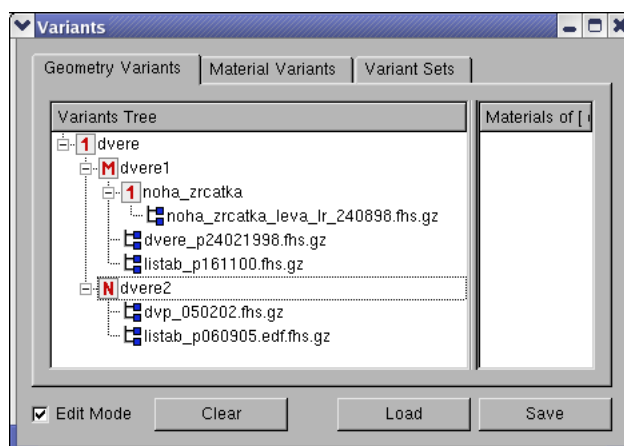 Variants
Geometry Variants Material Variants Variant Sets
Variants Tree Materials of [
1 dvere
M dvere1
1 noha_zrcatka
noha_zrcatka_leva_lr_240898.fhs.gz
dvere_p24021998.fhs.gz
listab_p161100.fhs.gz
N dvere2
dvp_050202.fhs.gz
listab_p060905.edf.fhs.gz
Edit Mode Clear Load Save